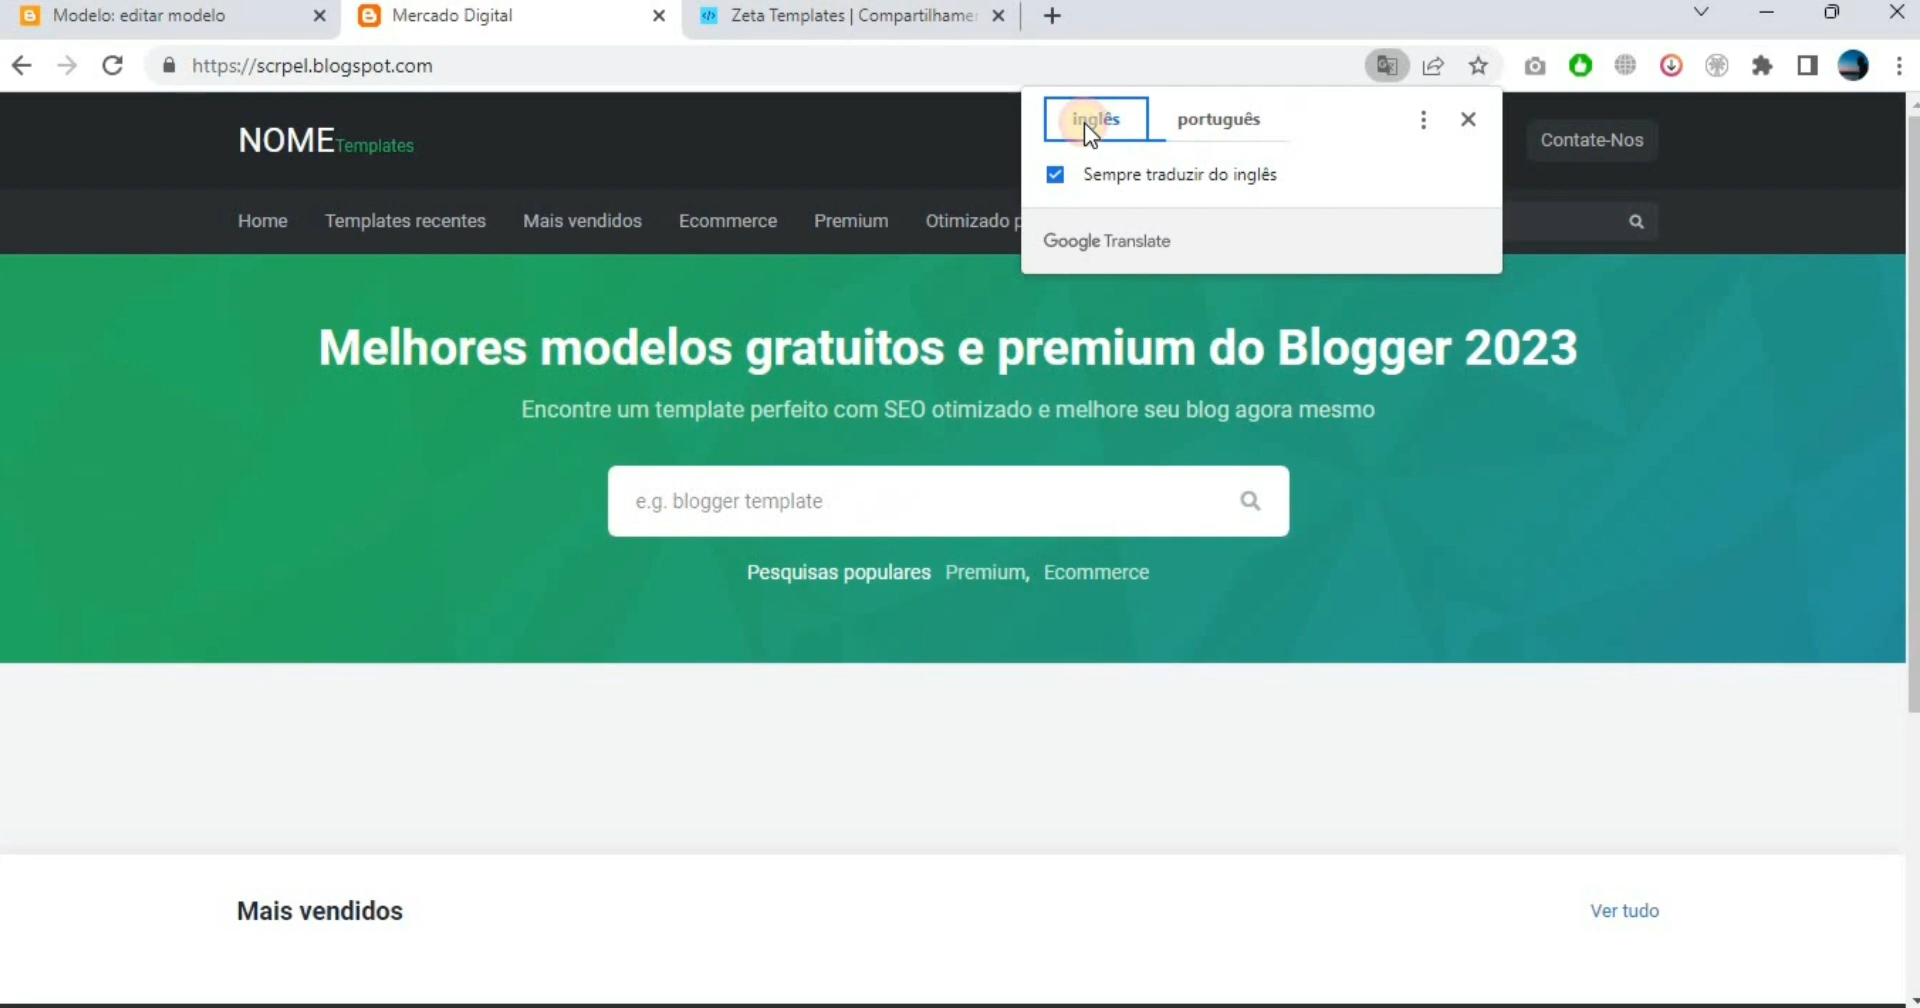 Modelo: editar modelo
Mercado Digital
Zeta Templates | Compartilhame
https://scrpel.blogspot.com
inglês português
NOMETemplates
Contate-Nos
Sempre traduzir do inglês
Home Templates recentes Mais vendidos Ecommerce Premium Otimizado p
Google Translate
Melhores modelos gratuitos e premium do Blogger 2023
Encontre um template perfeito com SEO otimizado e melhore seu blog agora mesmo
e.g. blogger template
Pesquisas populares Premium, Ecommerce
Mais vendidos
Ver tudo